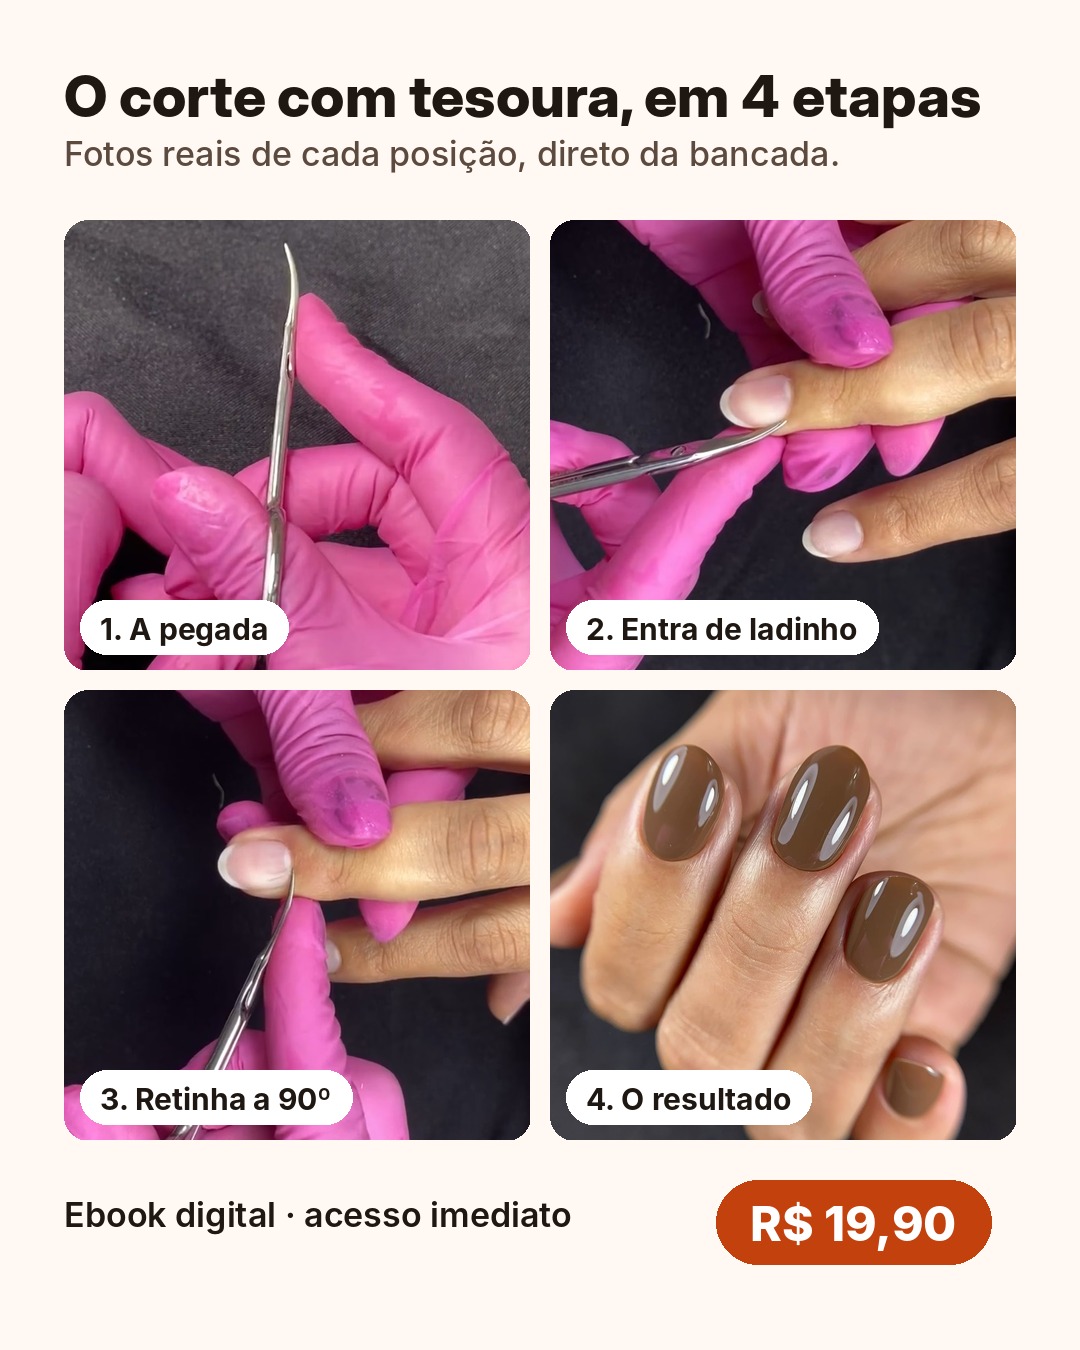 O corte com tesoura, em 4 etapas
Fotos reais de cada posição, direto da bancada.
1. A pegada
2. Entra de ladinho
3. Retinha a 90º
4. O resultado
Ebook digital · acesso imediato
R$ 19,90